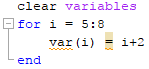 clear variables
for i = 5:8
var(i) = i+2
end